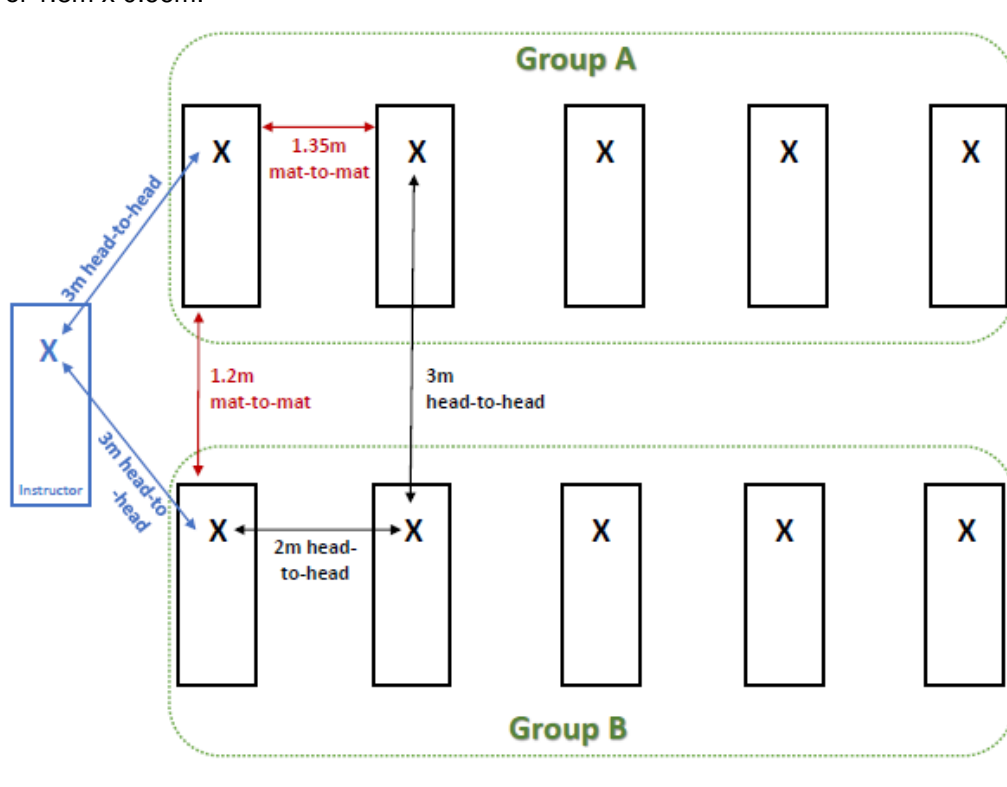 Group A
X
X
X
X
X
1.35m
mat-to-mat
3m head-to-head
X
Instructor
3m head-to
-head
1.2m
mat-to-mat
3m
head-to-head
X
X
X
X
X
2m head-
to-head
Group B